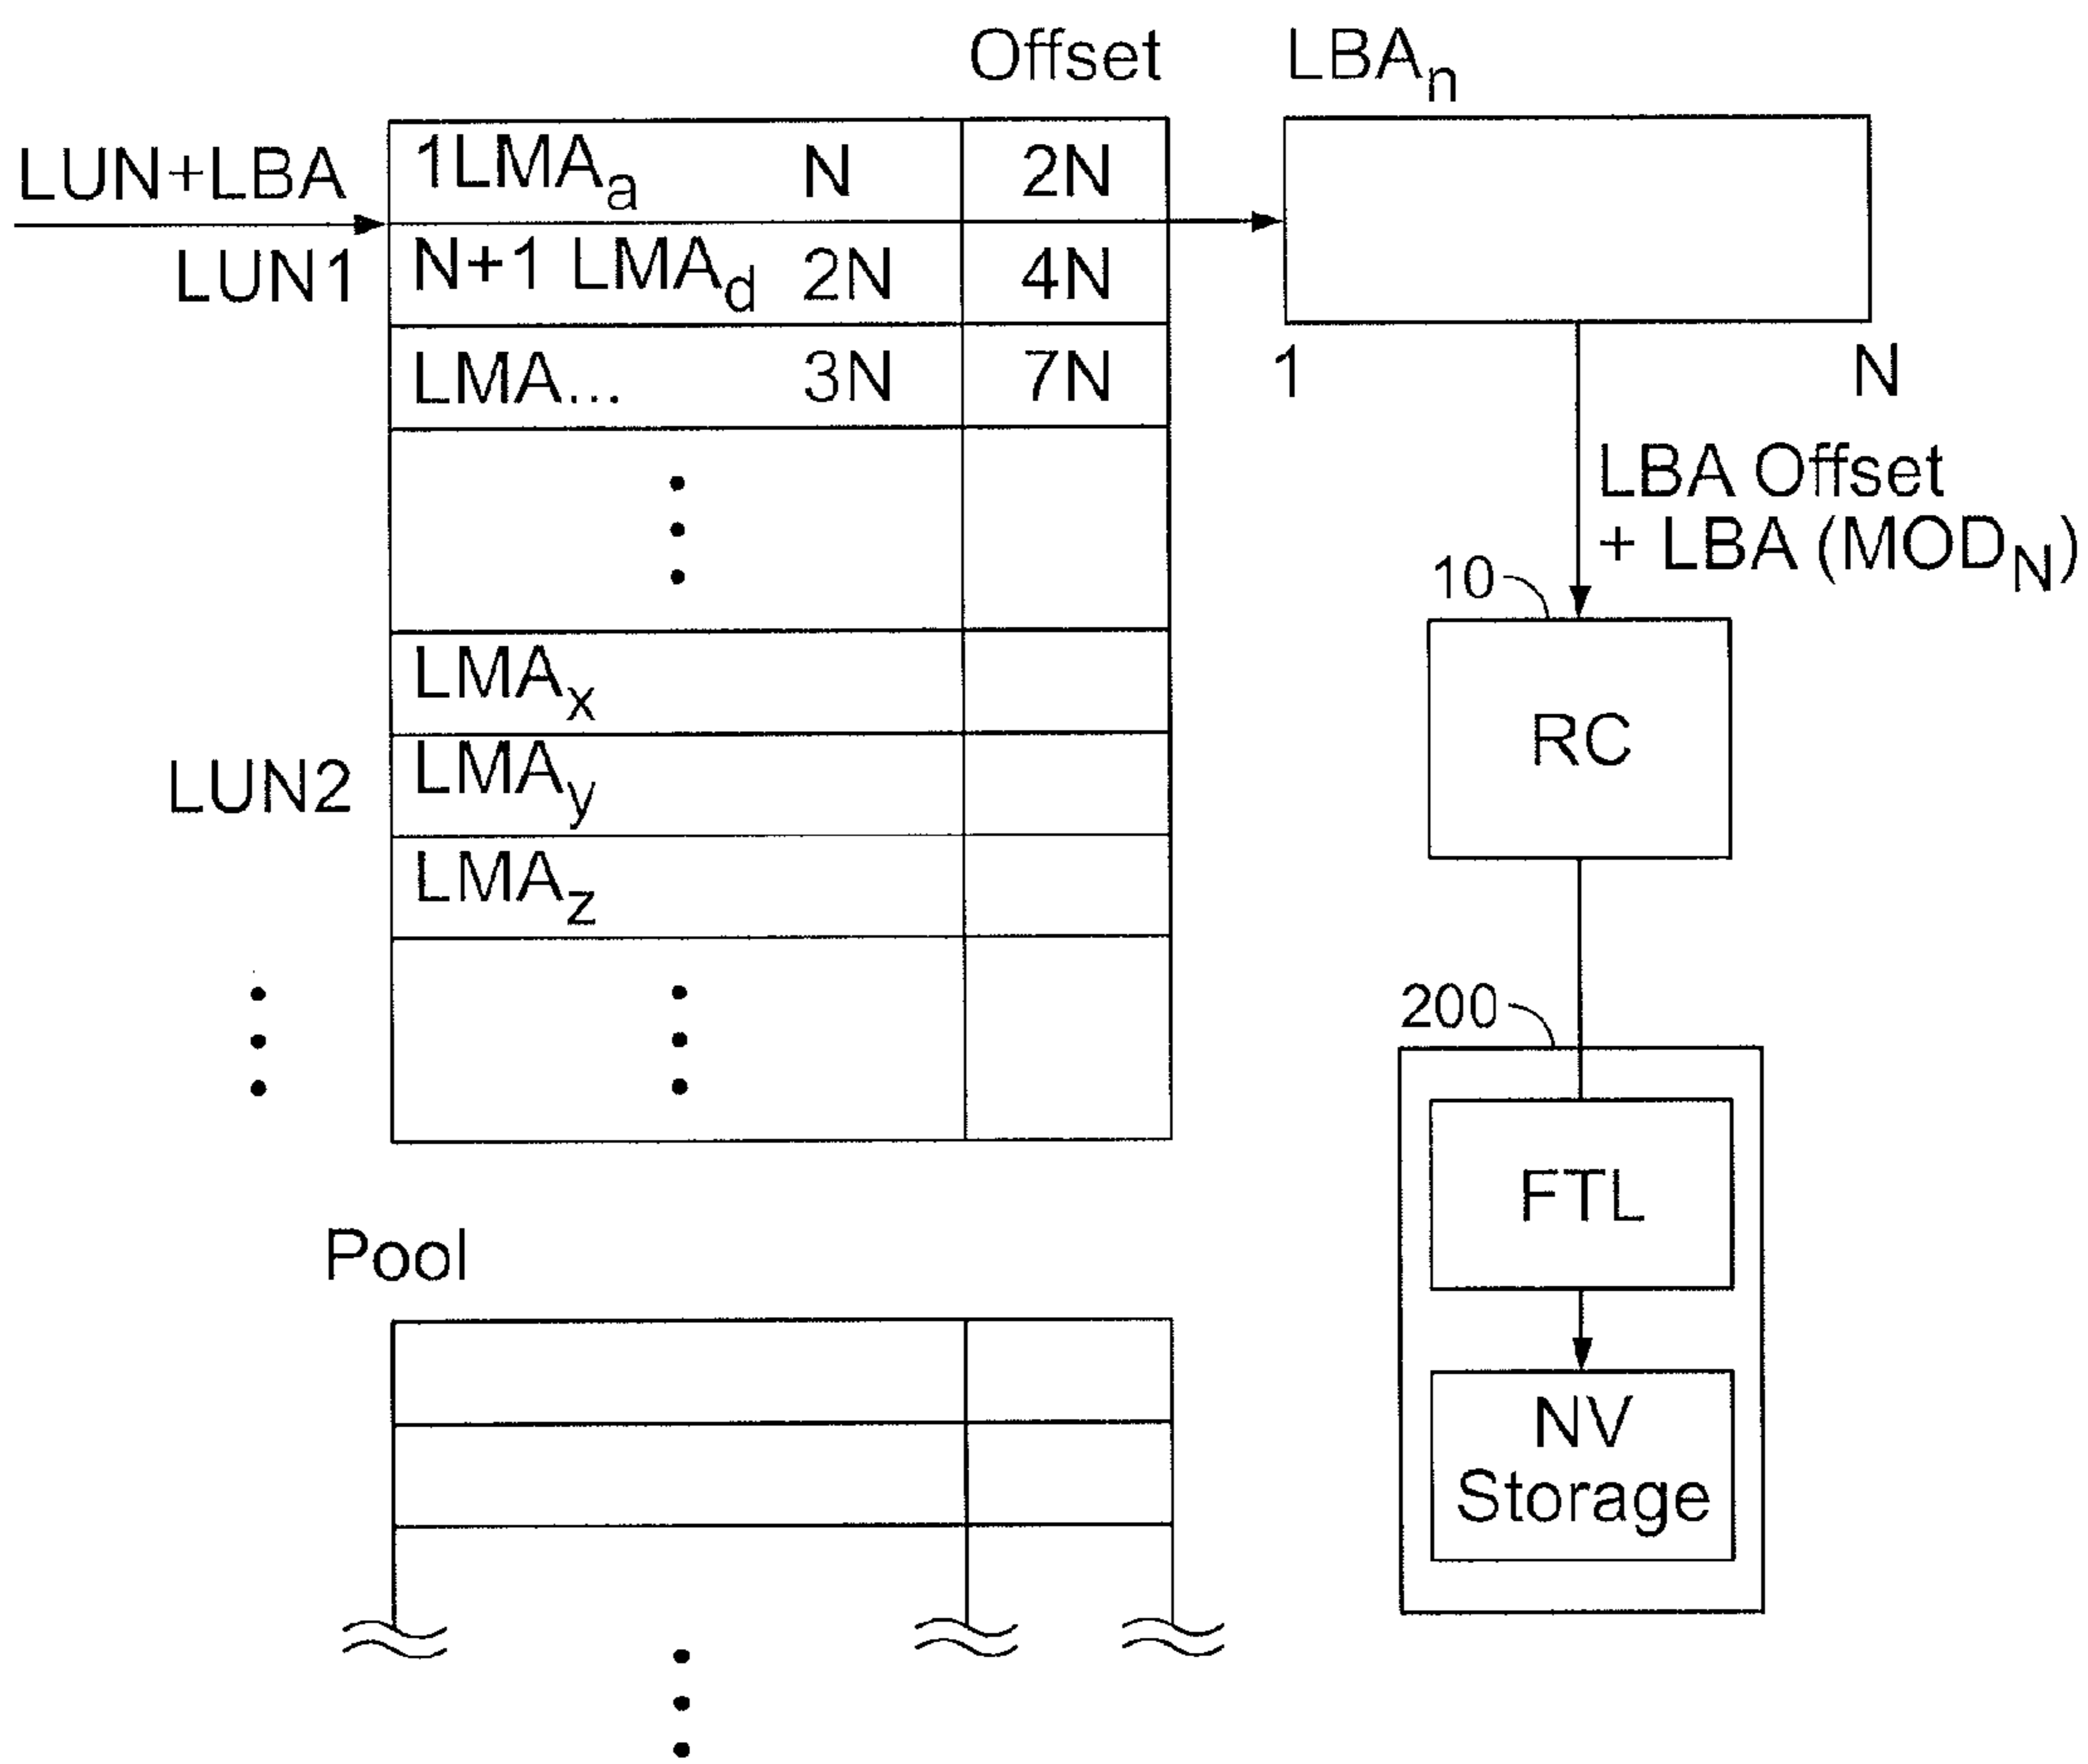 Offset
LBAn
LUN+LBA
LUN1
1LMAa N 2N
N+1 LMAd 2N 4N
LMA... 3N 7N
1 N
LBA Offset
+ LBA (MODN)
10
RC
LMAx
LUN2
LMAy
LMAz
200
FTL
NV
Storage
Pool